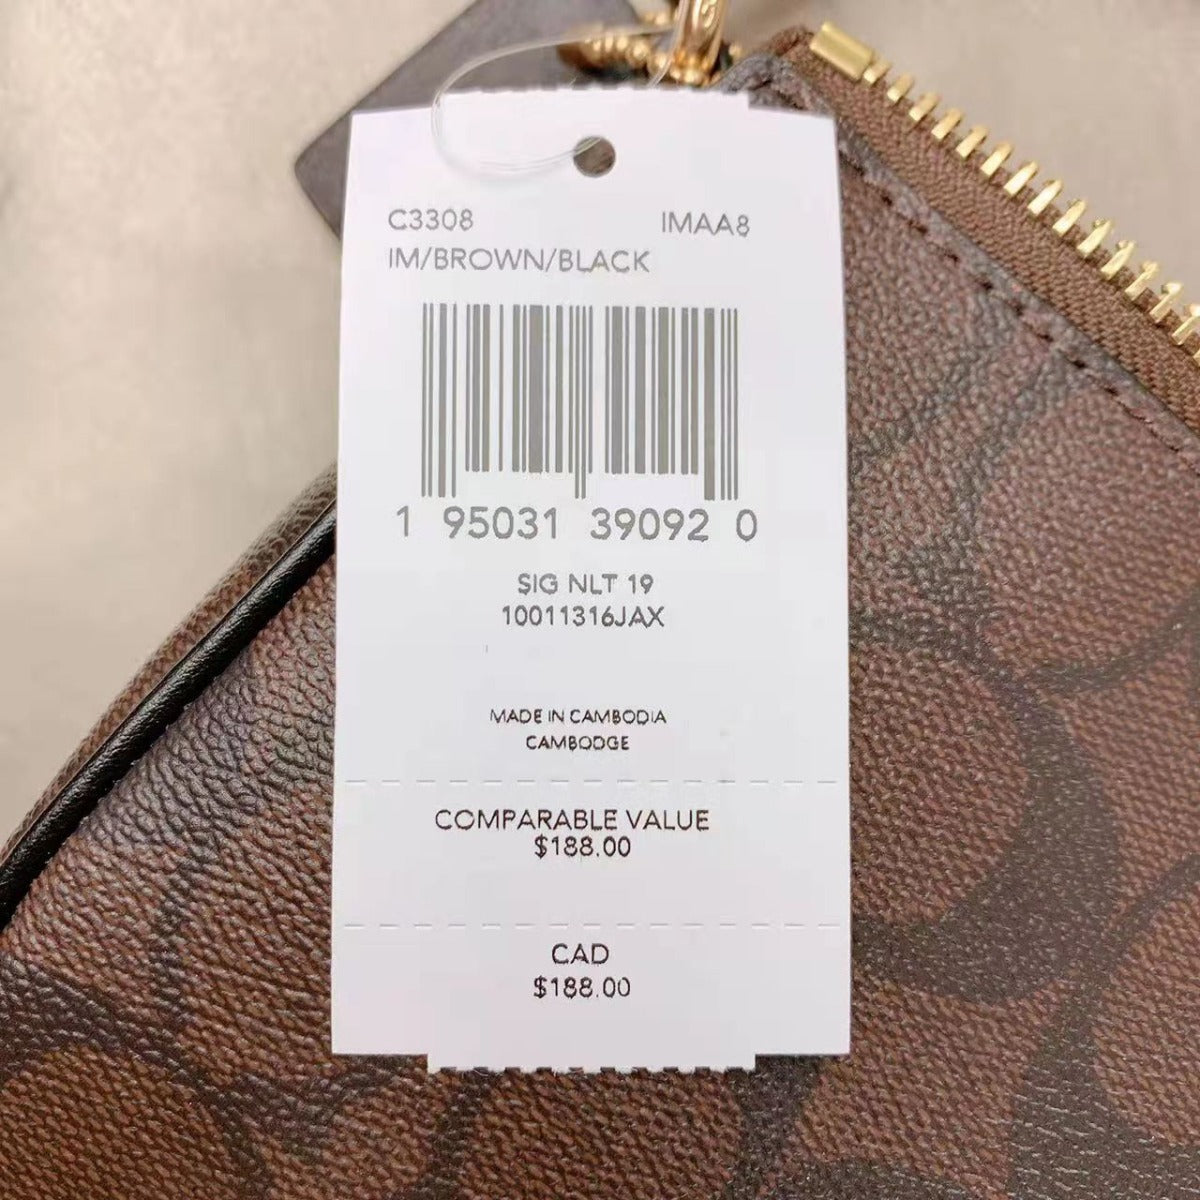 C3308 IMAA8
IM/BROWN/BLACK
1 95031 39092 0
SIG NLT 19
10011316JAX
MADE IN CAMBODIA
CAMBODGE
COMPARABLE VALUE
$188.00
CAD
$188.00